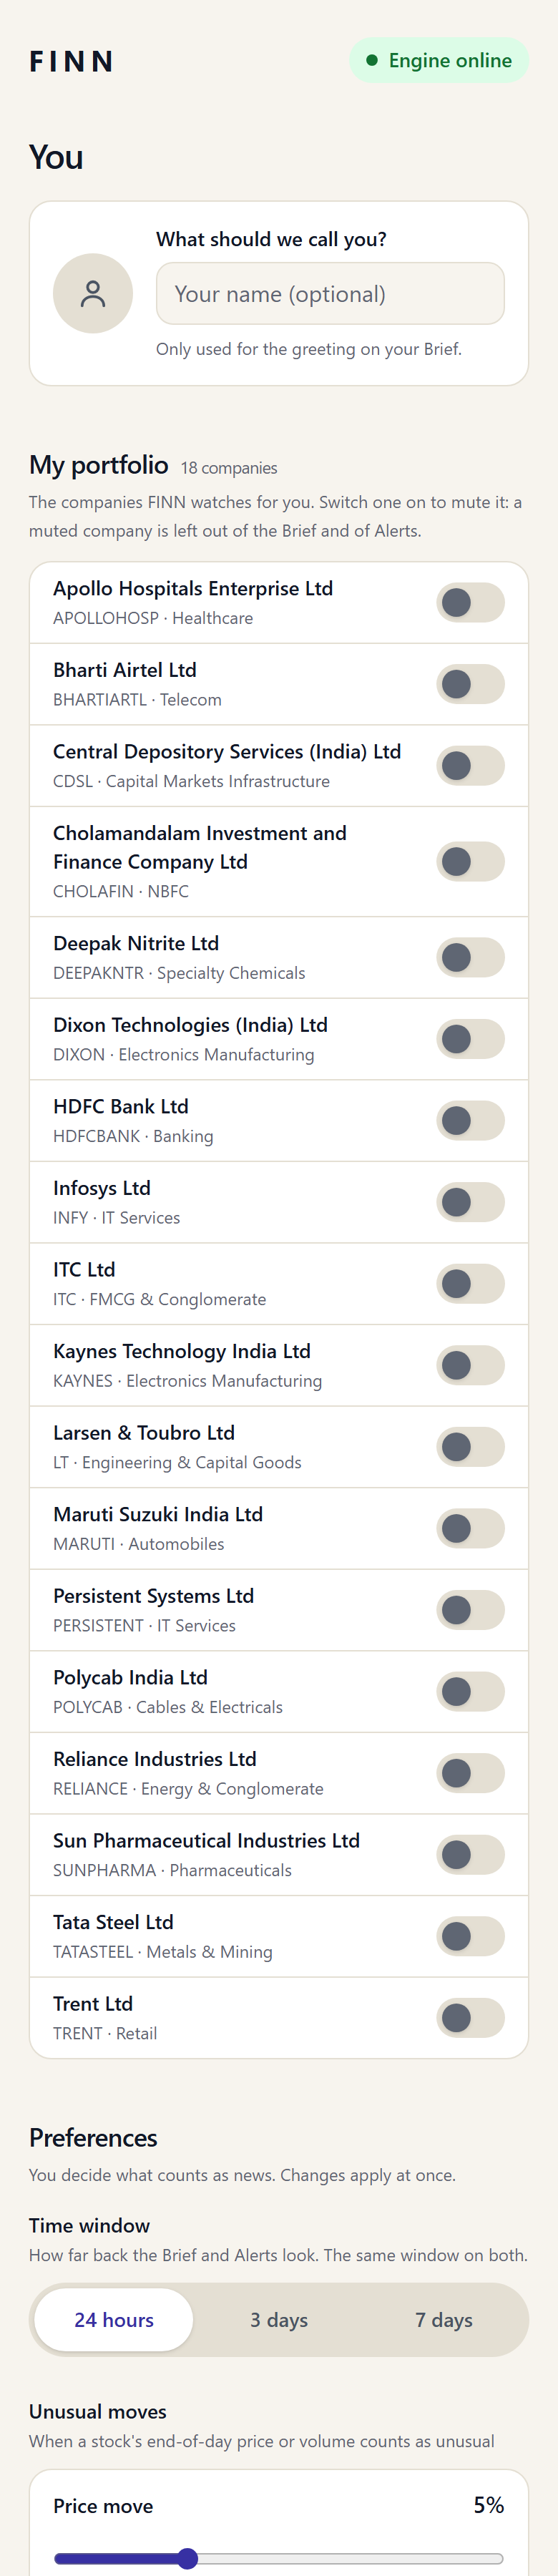 FINN
Engine online
You
What should we call you?
Your name (optional)
Only used for the greeting on your Brief.
My portfolio 18 companies
The companies FINN watches for you. Switch one on to mute it: a
muted company is left out of the Brief and of Alerts.
Apollo Hospitals Enterprise Ltd
APOLLOHOSP · Healthcare
Bharti Airtel Ltd
BHARTIARTL · Telecom
Central Depository Services (India) Ltd
CDSL · Capital Markets Infrastructure
Cholamandalam Investment and
Finance Company Ltd
CHOLAFIN · NBFC
Deepak Nitrite Ltd
DEEPAKNTR · Specialty Chemicals
Dixon Technologies (India) Ltd
DIXON · Electronics Manufacturing
HDFC Bank Ltd
HDFCBANK · Banking
Infosys Ltd
INFY · IT Services
ITC Ltd
ITC · FMCG & Conglomerate
Kaynes Technology India Ltd
KAYNES · Electronics Manufacturing
Larsen & Toubro Ltd
LT · Engineering & Capital Goods
Maruti Suzuki India Ltd
MARUTI · Automobiles
Persistent Systems Ltd
PERSISTENT · IT Services
Polycab India Ltd
POLYCAB · Cables & Electricals
Reliance Industries Ltd
RELIANCE · Energy & Conglomerate
Sun Pharmaceutical Industries Ltd
SUNPHARMA · Pharmaceuticals
Tata Steel Ltd
TATASTEEL · Metals & Mining
Trent Ltd
TRENT · Retail
Preferences
You decide what counts as news. Changes apply at once.
Time window
How far back the Brief and Alerts look. The same window on both.
24 hours 3 days 7 days
Unusual moves
When a stock's end-of-day price or volume counts as unusual
Price move 5%